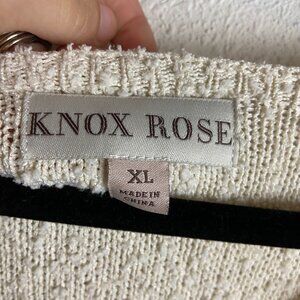 KNOX ROSE
XL
MADE IN
CHINA